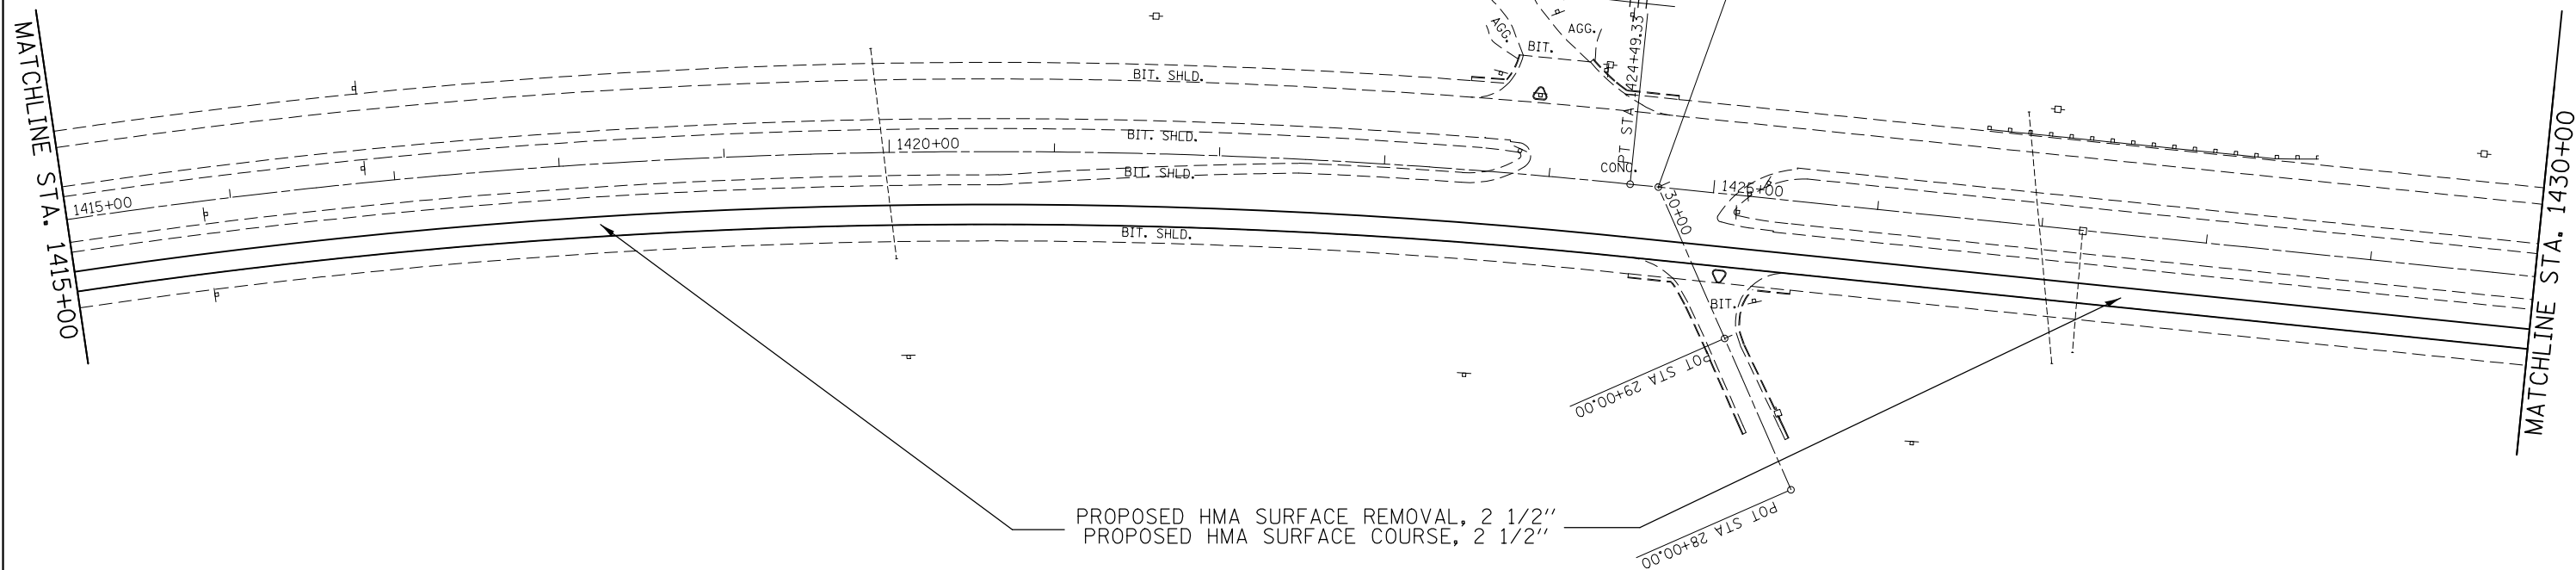 MATCHLINE STA. 1415+00
1415+00
BIT. SHLD.
BIT. SHLD.
1420+00
BIT. SHLD.
BIT. SHLD.
AGG.
BIT.
AGG.
PT STA 1424+49.33
CONC.
30+00
1425+00
BIT.
POT STA 29+00.00
POT STA 28+00.00
PROPOSED HMA SURFACE REMOVAL, 2 1/2"
PROPOSED HMA SURFACE COURSE, 2 1/2"
MATCHLINE STA. 1430+00